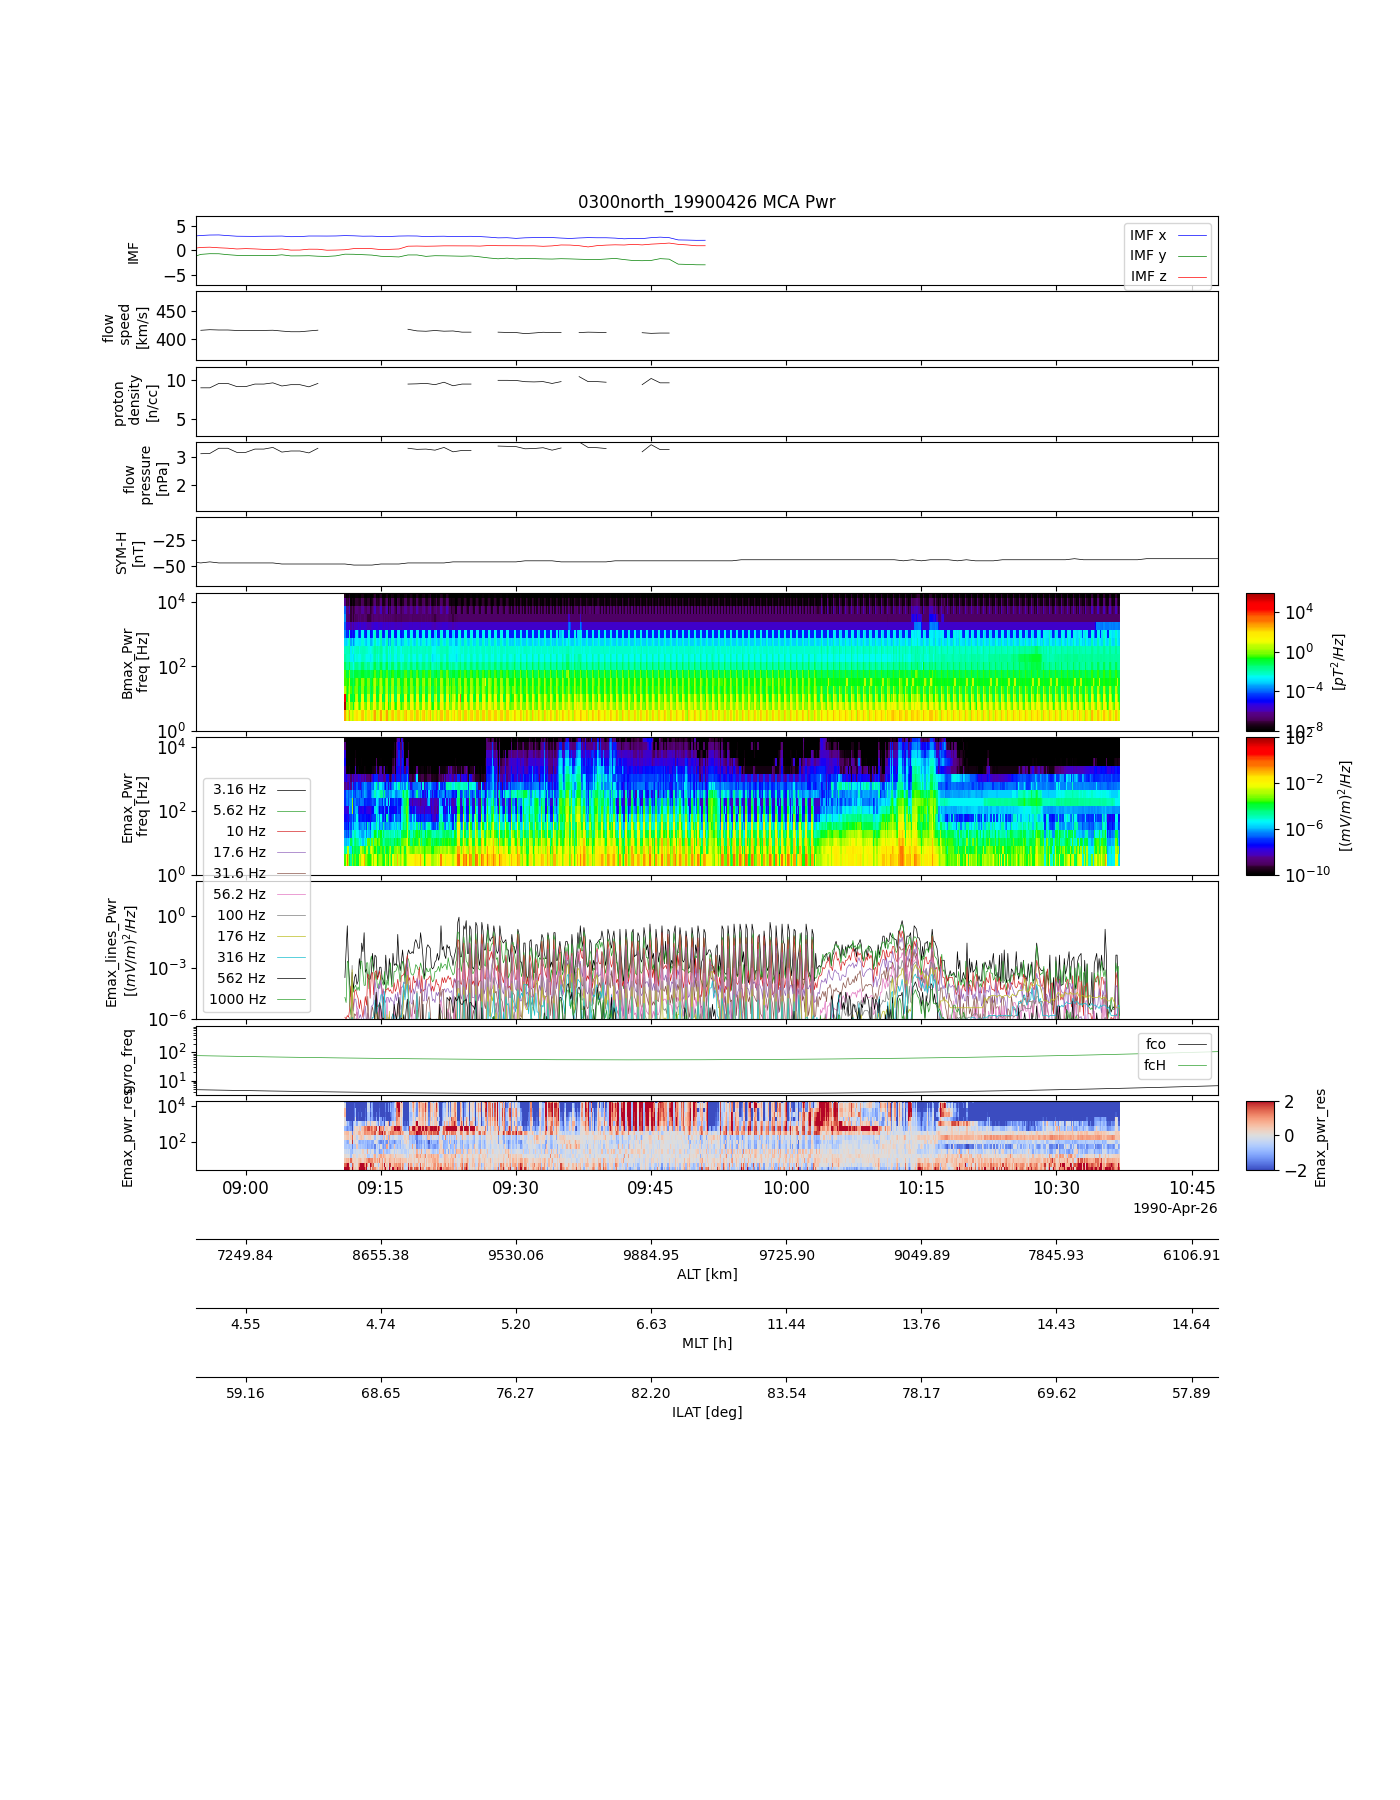 0300north_19900426 MCA Pwr
IMF
5
0
−5
IMF x
IMF y
IMF z
flow
speed
[km/s]
450
400
proton
density
[n/cc]
10
5
flow
pressure
[nPa]
3
2
SYM-H
[nT]
−25
−50
Bmax_Pwr
freq [Hz]
10^4
10^2
10^0
10^4
10^0
10^−4
10^−8
[pT^2/Hz]
Emax_Pwr
freq [Hz]
10^4
10^2
10^0
10^2
10^−2
10^−6
10^−10
[(mV/m)^2/Hz]
3.16 Hz
5.62 Hz
10 Hz
17.6 Hz
31.6 Hz
56.2 Hz
100 Hz
176 Hz
316 Hz
562 Hz
1000 Hz
Emax_lines_Pwr
[(mV/m)^2/Hz]
10^0
10^−3
10^−6
gyro_freq
10^2
10^1
fco
fcH
Emax_pwr_res
10^4
10^2
2
0
−2
Emax_pwr_res
09:00 09:15 09:30 09:45 10:00 10:15 10:30 10:45
1990-Apr-26
7249.84 8655.38 9530.06 9884.95 9725.90 9049.89 7845.93 6106.91
ALT [km]
4.55 4.74 5.20 6.63 11.44 13.76 14.43 14.64
MLT [h]
59.16 68.65 76.27 82.20 83.54 78.17 69.62 57.89
ILAT [deg]